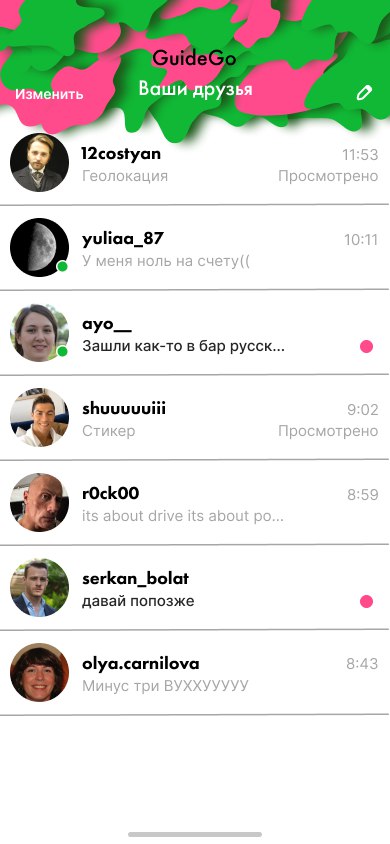 GuideGo
Изменить
Ваши друзья
12costyan
11:53
Геолокация
Просмотрено
yuliaa_87
10:11
У меня ноль на счету((
ayo__
Зашли как-то в бар русск...
shuuuuuiii
9:02
Стикер
Просмотрено
r0ck00
8:59
its about drive its about po...
serkan_bolat
давай попозже
olya.carnilova
8:43
Минус три ВУХХУУУУУ